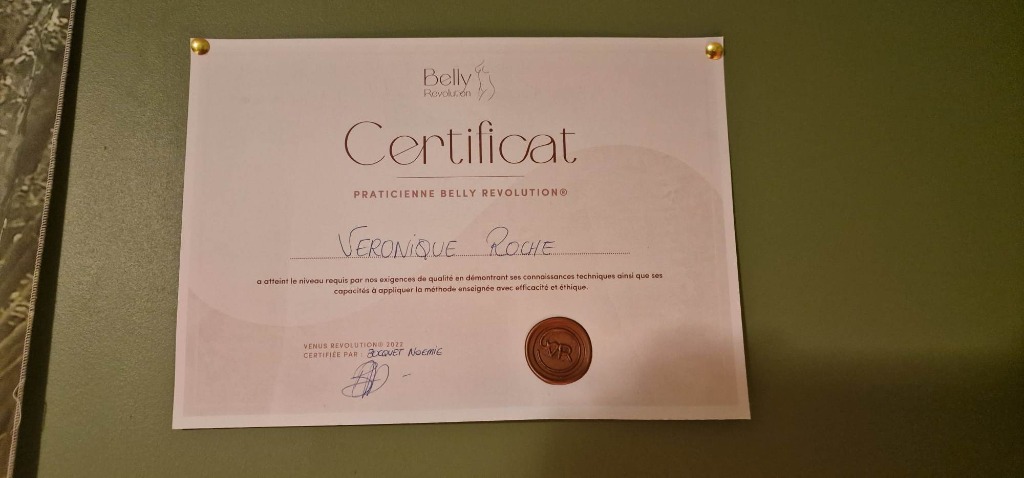 Belly
Revolution
Certificat
PRATICIENNE BELLY REVOLUTION®
VERONIQUE ROCHE
a atteint le niveau requis par nos exigences de qualité en démontrant ses connaissances techniques ainsi que ses
capacités à appliquer la méthode enseignée avec efficacité et éthique.
VENUS REVOLUTION® 2022
CERTIFIÉE PAR : BOCQUET NOEMIE
VR